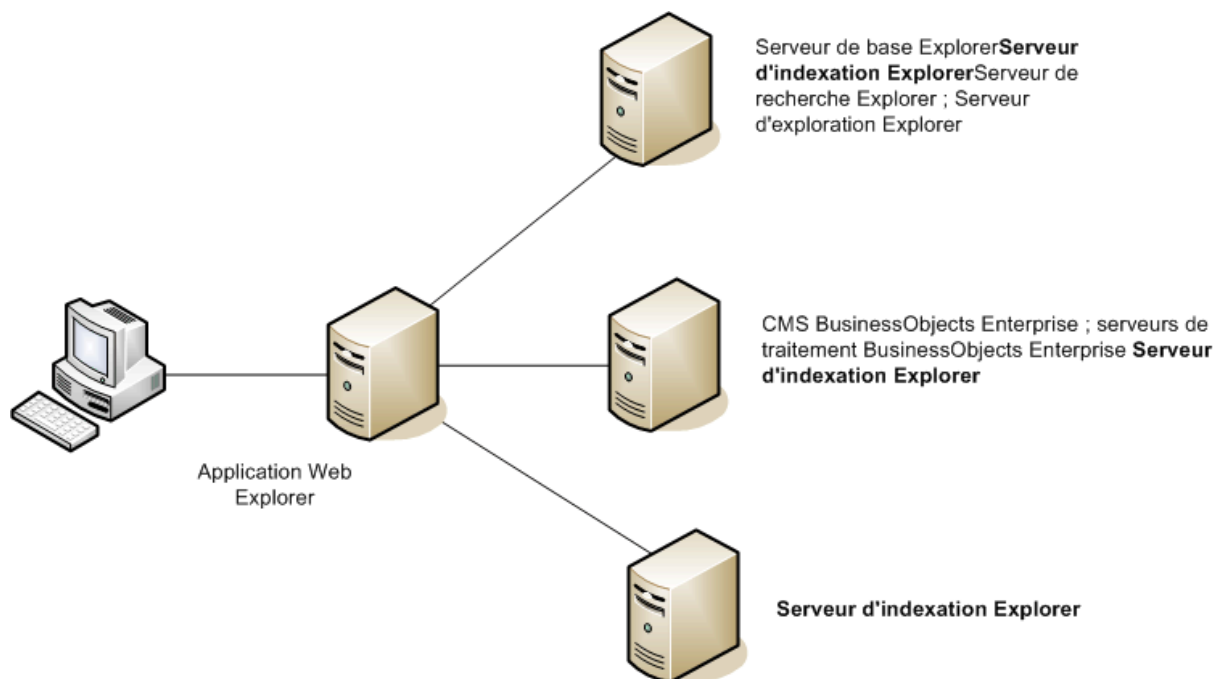 Serveur de base ExplorerServeur
d'indexation ExplorerServeur de
recherche Explorer ; Serveur
d'exploration Explorer
CMS BusinessObjects Enterprise ; serveurs de
traitement BusinessObjects Enterprise Serveur
d'indexation Explorer
Application Web
Explorer
Serveur d'indexation Explorer